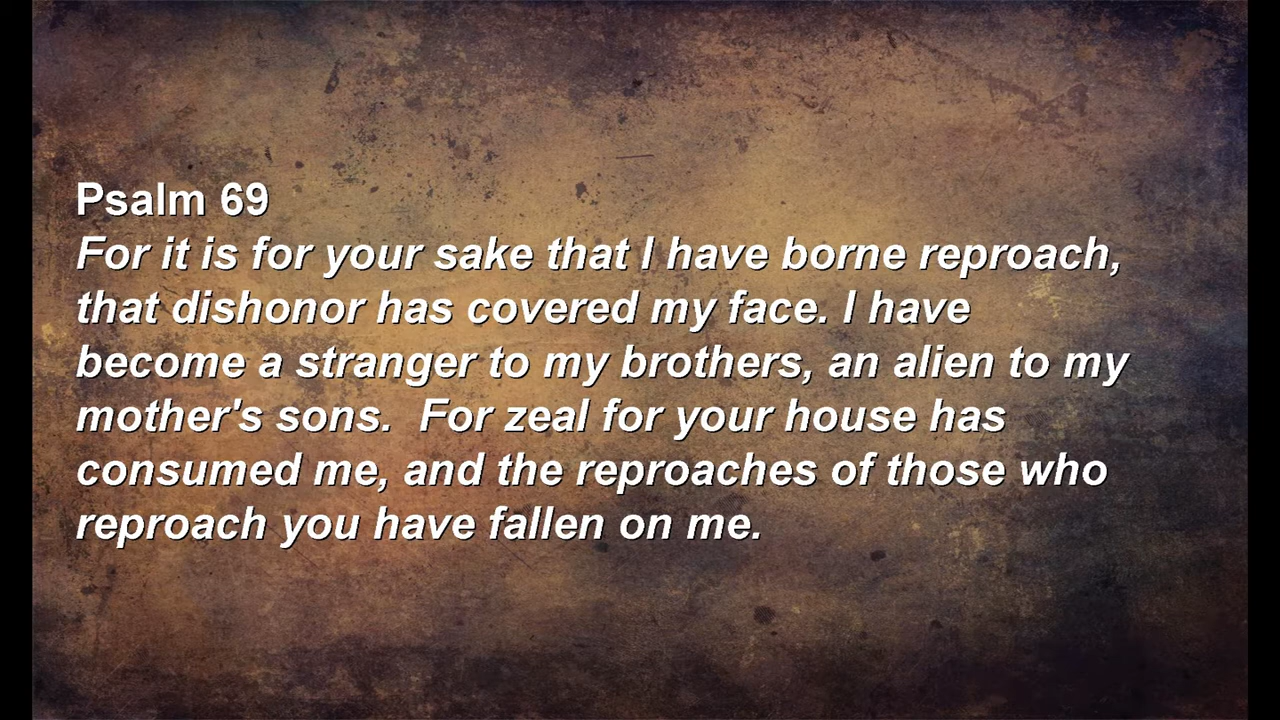 Psalm 69
For it is for your sake that I have borne reproach,
that dishonor has covered my face. I have
become a stranger to my brothers, an alien to my
mother's sons.  For zeal for your house has
consumed me, and the reproaches of those who
reproach you have fallen on me.